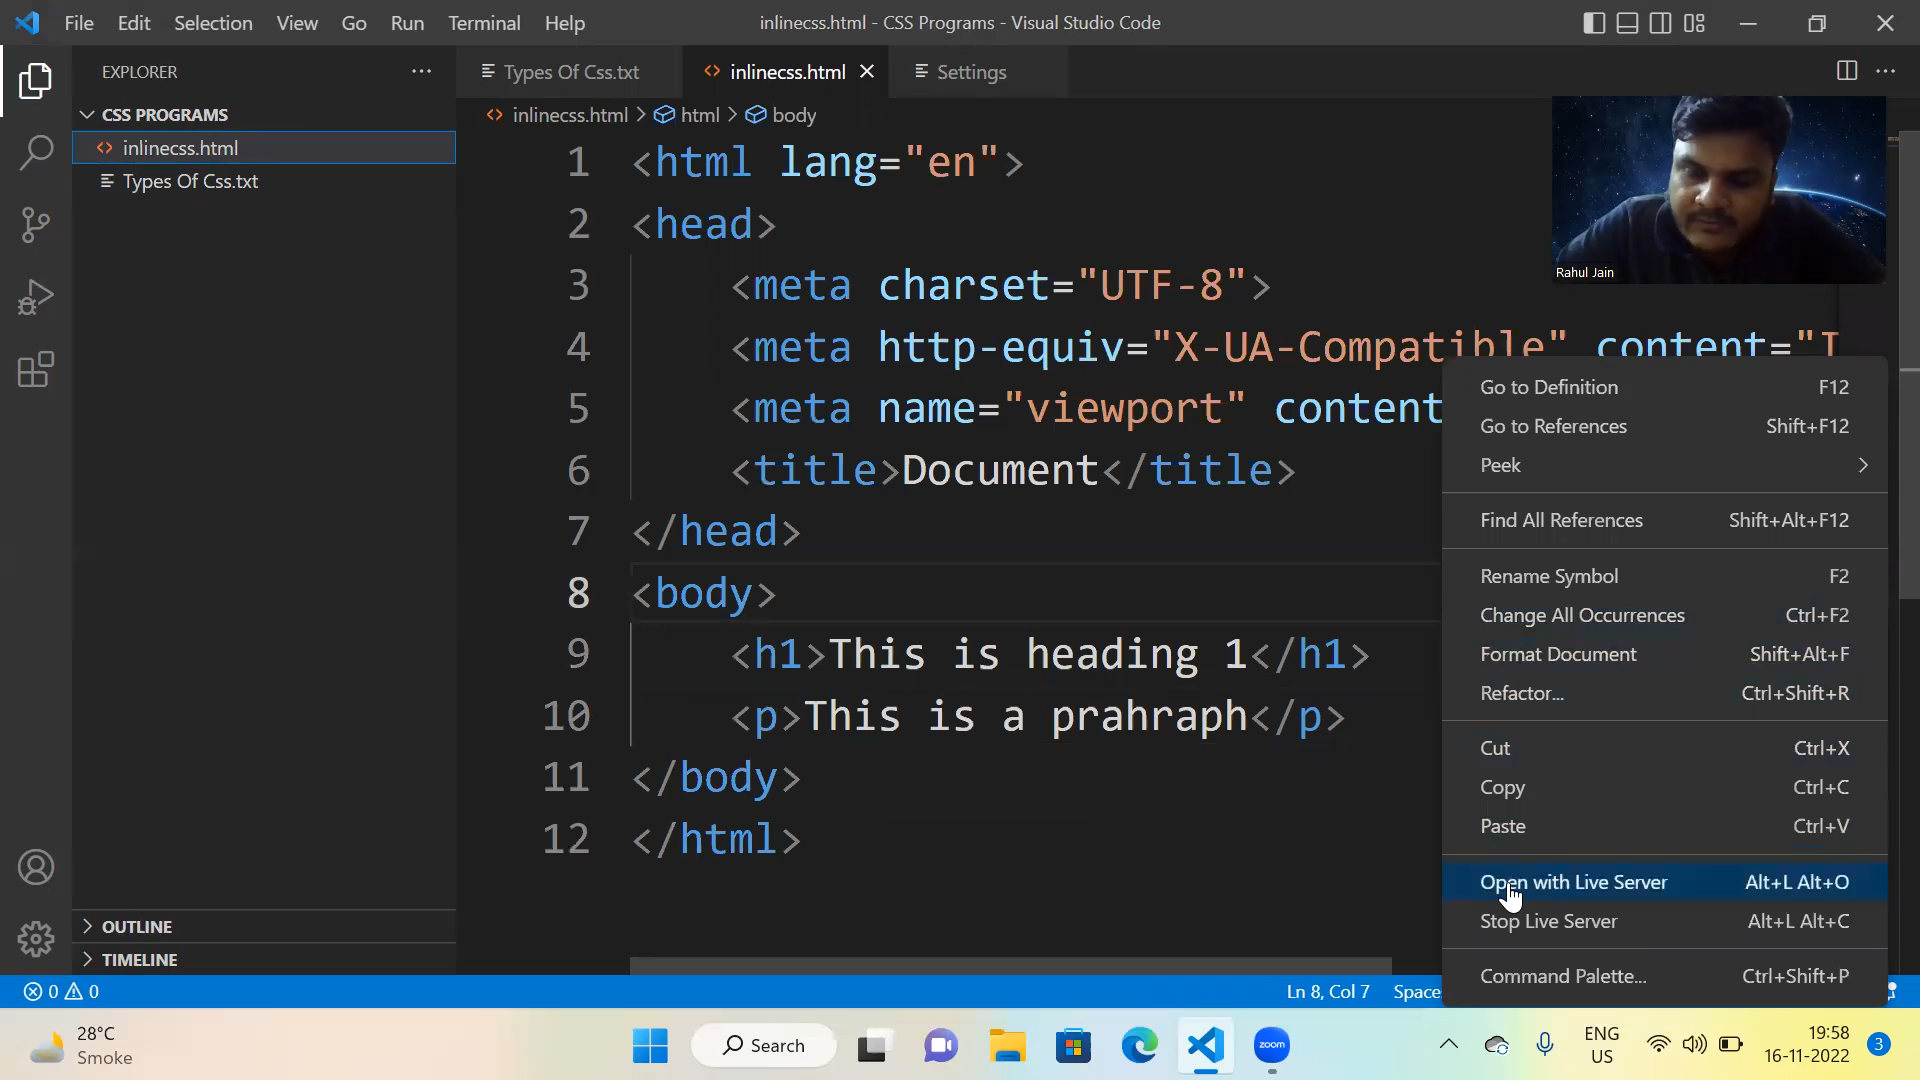 File Edit Selection View Go Run Terminal Help
inlinecss.html - CSS Programs - Visual Studio Code
EXPLORER
CSS PROGRAMS
inlinecss.html
Types Of Css.txt
OUTLINE
TIMELINE
Types Of Css.txt
inlinecss.html
Settings
inlinecss.html > html > body
1 <html lang="en">
2 <head>
3 <meta charset="UTF-8">
4 <meta http-equiv="X-UA-Compatible" content="I
5 <meta name="viewport" content
6 <title>Document</title>
7 </head>
8 <body>
9 <h1>This is heading 1</h1>
10 <p>This is a prahraph</p>
11 </body>
12 </html>
Rahul Jain
Go to Definition F12
Go to References Shift+F12
Peek
Find All References Shift+Alt+F12
Rename Symbol F2
Change All Occurrences Ctrl+F2
Format Document Shift+Alt+F
Refactor... Ctrl+Shift+R
Cut Ctrl+X
Copy Ctrl+C
Paste Ctrl+V
Open with Live Server Alt+L Alt+O
Stop Live Server Alt+L Alt+C
Command Palette... Ctrl+Shift+P
0 0
Ln 8, Col 7 Space
28°C
Smoke
Search
zoom
ENG
US
19:58
16-11-2022
3